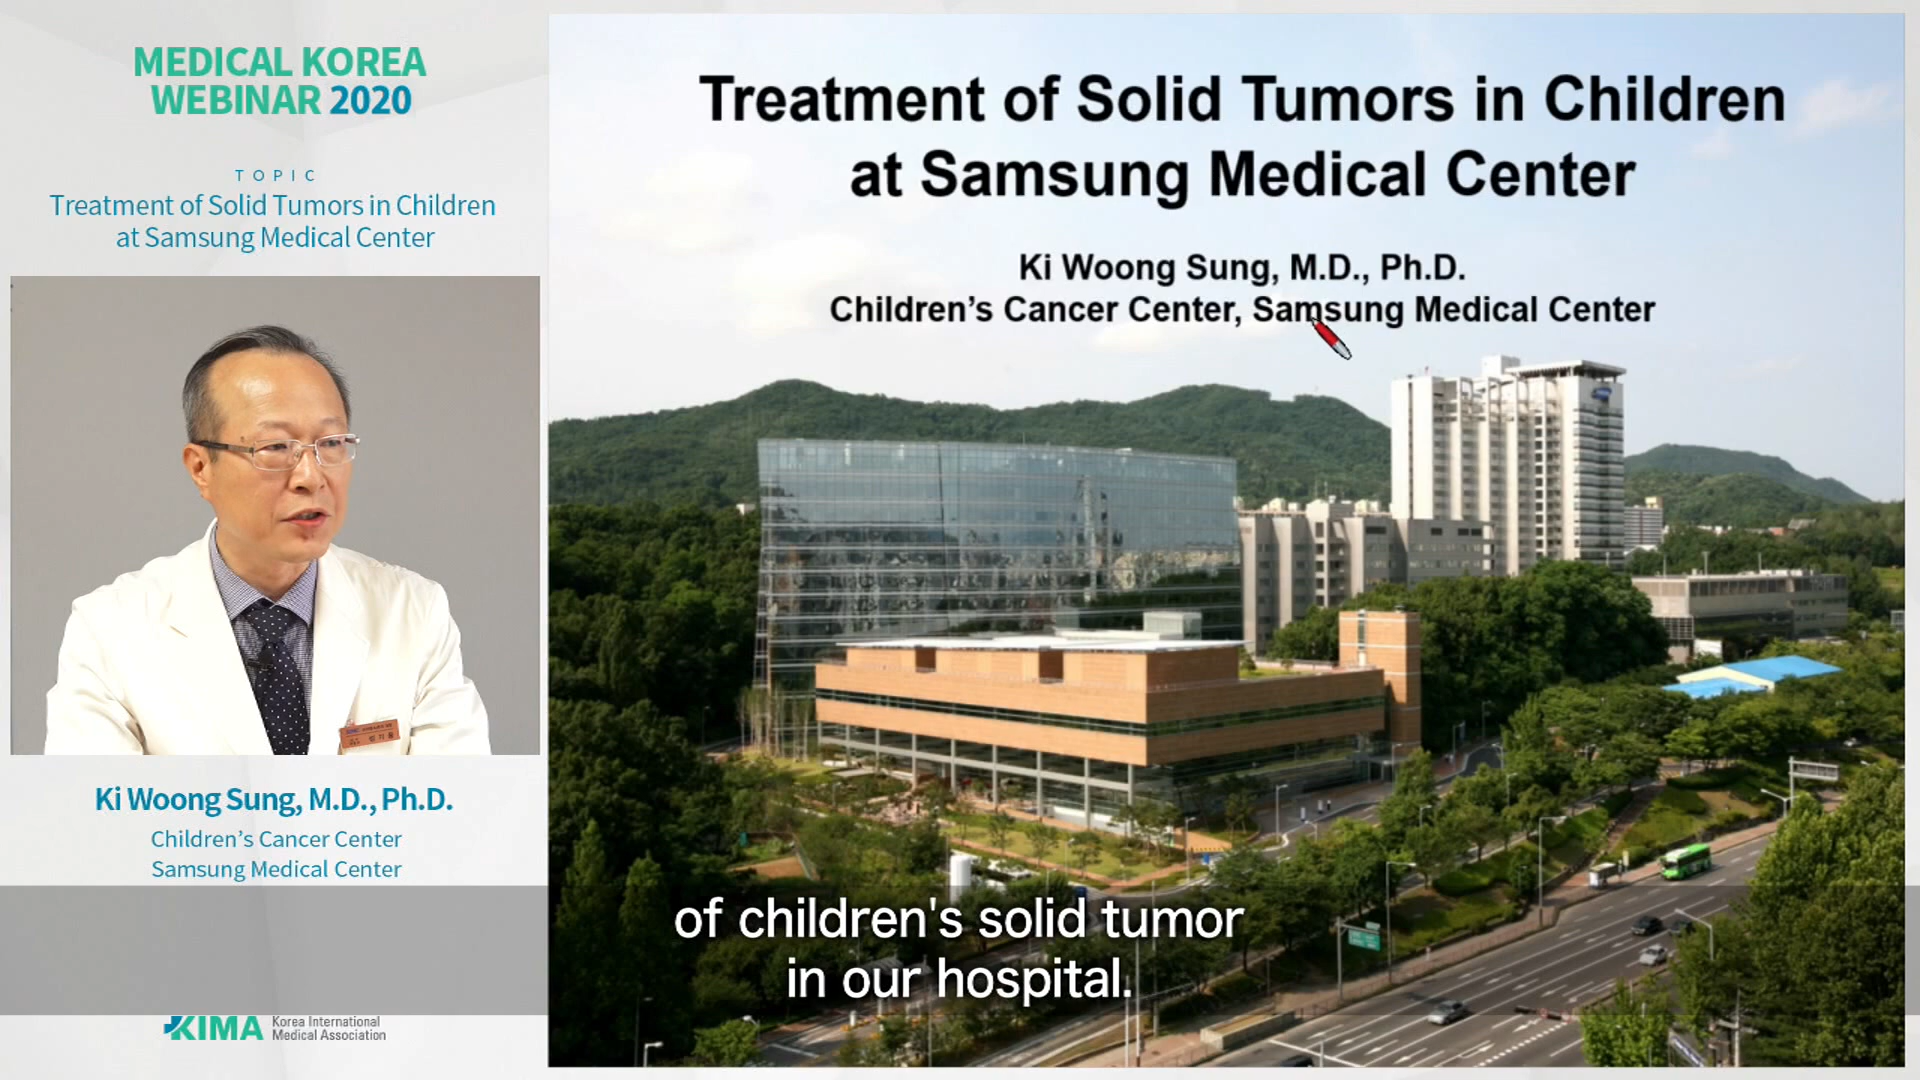 MEDICAL KOREA
WEBINAR 2020
TOPIC
Treatment of Solid Tumors in Children
at Samsung Medical Center
Ki Woong Sung, M.D., Ph.D.
Children's Cancer Center
Samsung Medical Center
KIMA Korea International
Medical Association
Treatment of Solid Tumors in Children
at Samsung Medical Center
Ki Woong Sung, M.D., Ph.D.
Children's Cancer Center, Samsung Medical Center
of children's solid tumor
in our hospital.